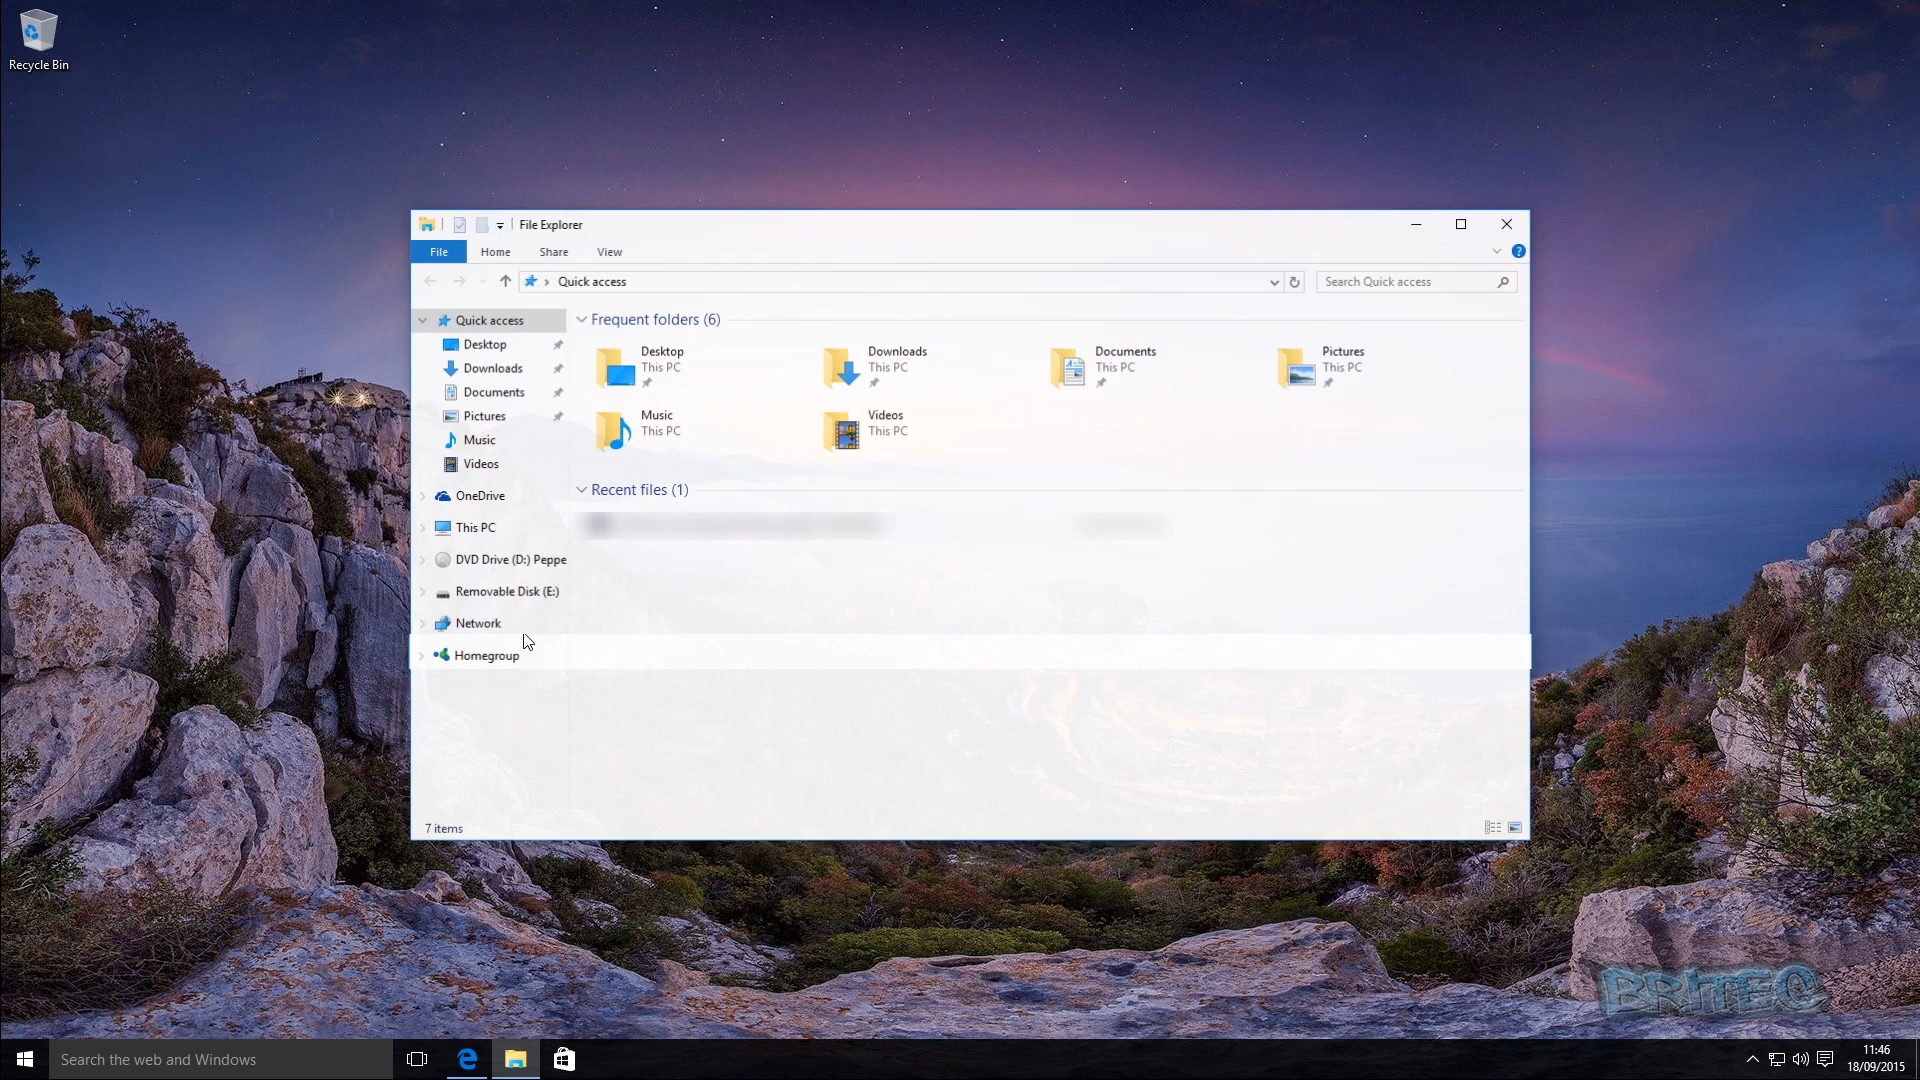 Recycle Bin
File Explorer
File Home Share View
Quick access
Search Quick access
Quick access
Desktop
Downloads
Documents
Pictures
Music
Videos
OneDrive
This PC
DVD Drive (D:) Peppe
Removable Disk (E:)
Network
Homegroup
Frequent folders (6)
Desktop
This PC
Downloads
This PC
Documents
This PC
Pictures
This PC
Music
This PC
Videos
This PC
Recent files (1)
7 items
BRITEC
Search the web and Windows
11:46
18/09/2015